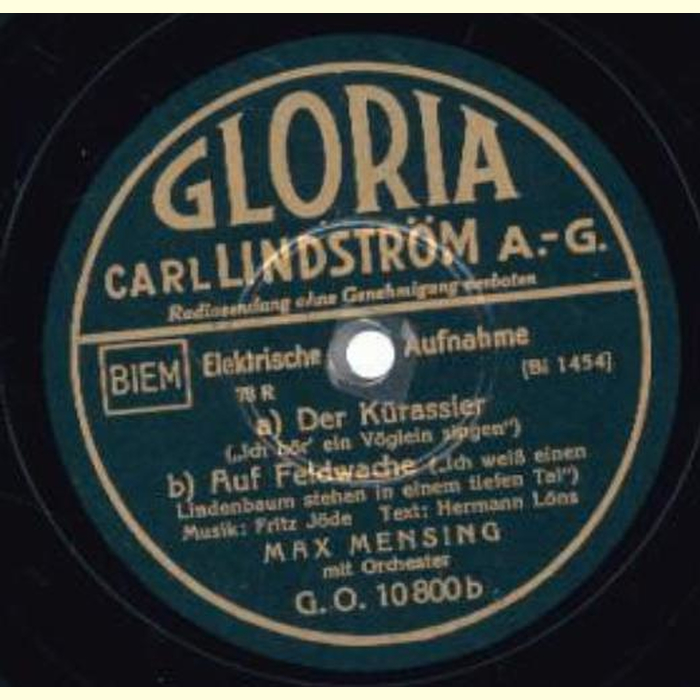 GLORIA
CARL LINDSTRÖM A.-G.
Radiosendung ohne Genehmigung verboten
BIEM Elektrische Aufnahme
78 R (Bi 1454)
a) Der Kürassier
(„Ich hör' ein Vöglein singen")
b) Auf Feldwache („Ich weiß einen
Lindenbaum stehen in einem tiefen Tal")
Musik: Fritz Jöde Text: Hermann Löns
MAX MENSING
mit Orchester
G. O. 10800 b